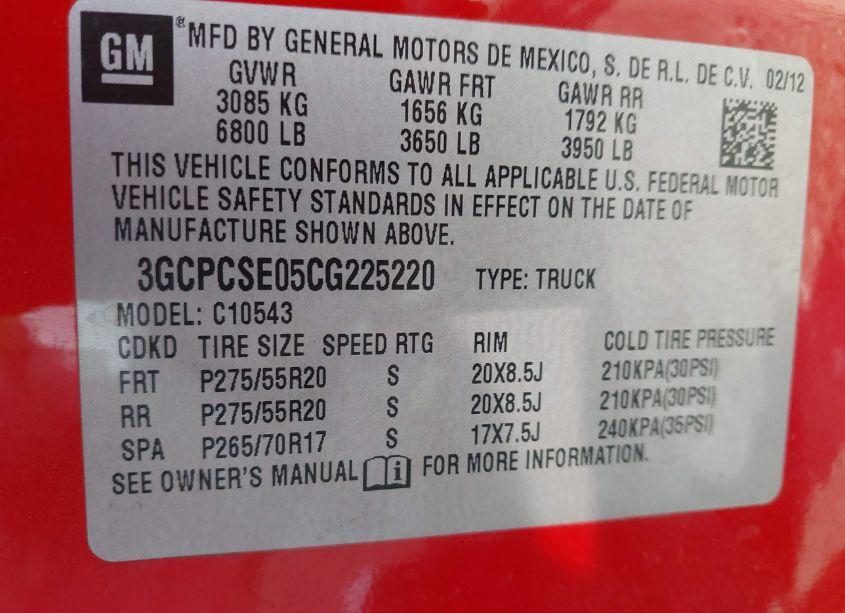 GM
® MFD BY GENERAL MOTORS DE MEXICO, S. DE R.L. DE C.V. 02/12
GVWR GAWR FRT GAWR RR
3085 KG 1656 KG 1792 KG
6800 LB 3650 LB 3950 LB
THIS VEHICLE CONFORMS TO ALL APPLICABLE U.S. FEDERAL MOTOR
VEHICLE SAFETY STANDARDS IN EFFECT ON THE DATE OF
MANUFACTURE SHOWN ABOVE.
3GCPCSE05CG225220 TYPE: TRUCK
MODEL: C10543
CDKD TIRE SIZE SPEED RTG RIM COLD TIRE PRESSURE
FRT P275/55R20 S 20X8.5J 210KPA(30PSI)
RR P275/55R20 S 20X8.5J 210KPA(30PSI)
SPA P265/70R17 S 17X7.5J 240KPA(35PSI)
SEE OWNER'S MANUAL i FOR MORE INFORMATION.